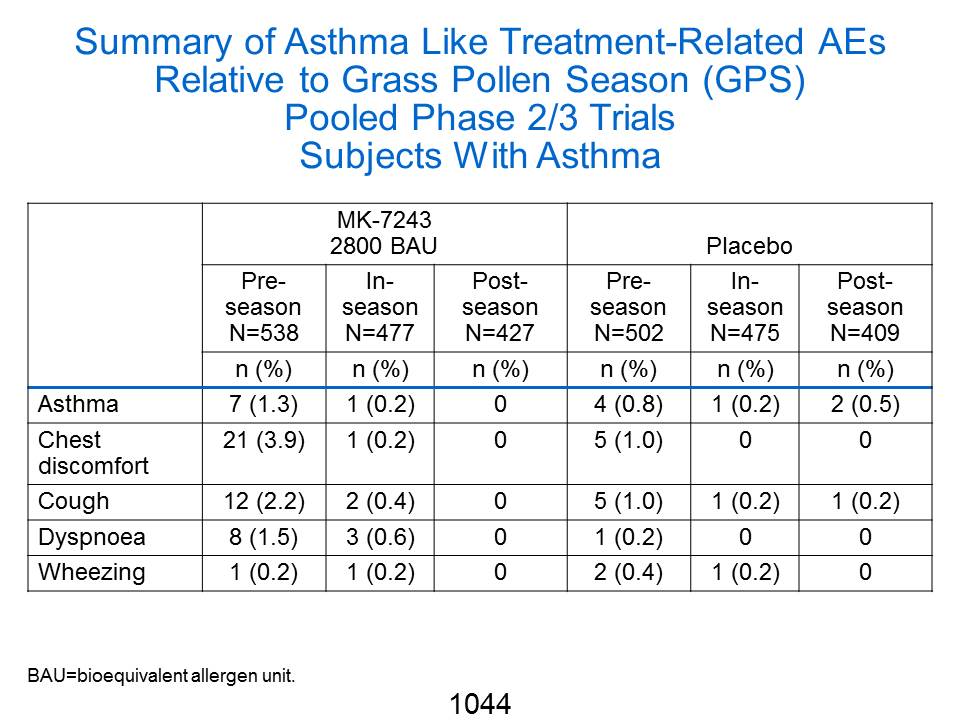 Summary of Asthma Like Treatment-Related AEs
Relative to Grass Pollen Season (GPS)
Pooled Phase 2/3 Trials
Subjects With Asthma
MK-7243
2800 BAU
Placebo
Pre-
season
N=538
In-
season
N=477
Post-
season
N=427
Pre-
season
N=502
In-
season
N=475
Post-
season
N=409
n (%) n (%) n (%) n (%) n (%) n (%)
Asthma 7 (1.3) 1 (0.2) 0 4 (0.8) 1 (0.2) 2 (0.5)
Chest
discomfort 21 (3.9) 1 (0.2) 0 5 (1.0) 0 0
Cough 12 (2.2) 2 (0.4) 0 5 (1.0) 1 (0.2) 1 (0.2)
Dyspnoea 8 (1.5) 3 (0.6) 0 1 (0.2) 0 0
Wheezing 1 (0.2) 1 (0.2) 0 2 (0.4) 1 (0.2) 0
BAU=bioequivalent allergen unit.
1044